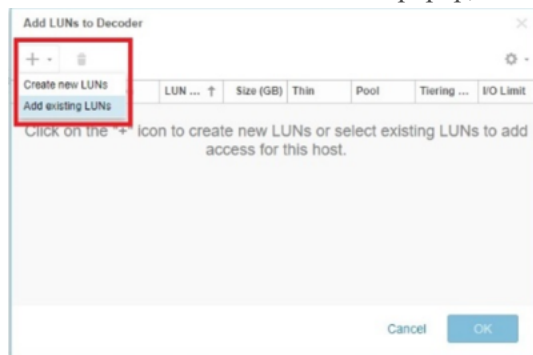 Add LUNs to Decoder
Create new LUNs
Add existing LUNs
LUN ... ↑ Size (GB) Thin Pool Tiering ... I/O Limit
Click on the "+" icon to create new LUNs or select existing LUNs to add
access for this host.
Cancel OK